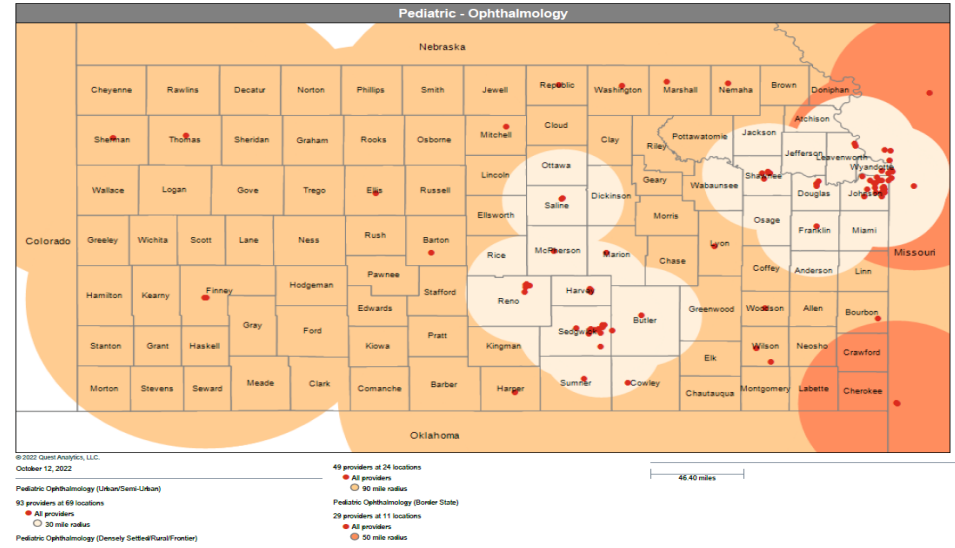 Pediatric - Ophthalmology
Nebraska
Cheyenne Rawlins Decatur Norton Phillips Smith Jewell Republic Washington Marshall Nemaha Brown Doniphan
Atchison
Sherman Thomas Sheridan Graham Rooks Osborne Mitchell Cloud Clay Riley Pottawatomie Jackson
Jefferson Leavenworth
Ottawa
Wyandotte
Wallace Logan Gove Trego Ellis Russell Lincoln Saline Dickinson Geary Wabaunsee Shawnee Douglas Johnson
Ellsworth Morris Osage Franklin Miami
Colorado Greeley Wichita Scott Lane Ness Rush Barton Rice McPherson Marion Chase Lyon Missouri
Coffey Anderson Linn
Hamilton Kearny Finney Hodgeman Pawnee Stafford Reno Harvey
Edwards Butler Greenwood Woodson Allen Bourbon
Gray Ford Sedgwick
Stanton Grant Haskell Kiowa Pratt Kingman Elk Wilson Neosho Crawford
Morton Stevens Seward Meade Clark Comanche Barber Harper Sumner Cowley Chautauqua Montgomery Labette Cherokee
Oklahoma
© 2022 Quest Analytics, LLC.
October 12, 2022
Pediatric Ophthalmology (Urban/Semi-Urban)
93 providers at 69 locations
All providers
30 mile radius
Pediatric Ophthalmology (Densely Settled/Rural/Frontier)
49 providers at 24 locations
All providers
90 mile radius
Pediatric Ophthalmology (Border State)
29 providers at 11 locations
All providers
50 mile radius
46.40 miles